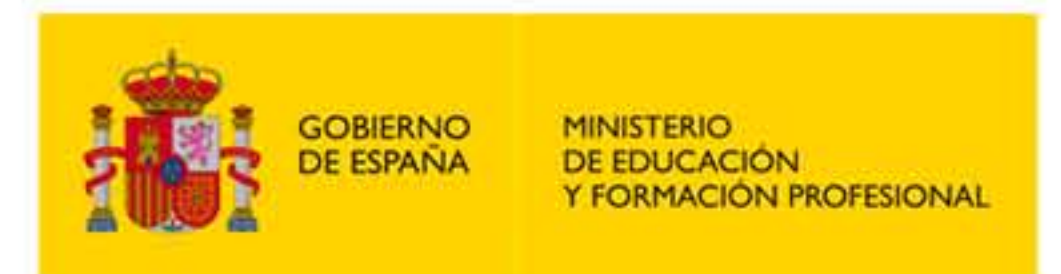 GOBIERNO
DE ESPAÑA
MINISTERIO
DE EDUCACIÓN
Y FORMACIÓN PROFESIONAL